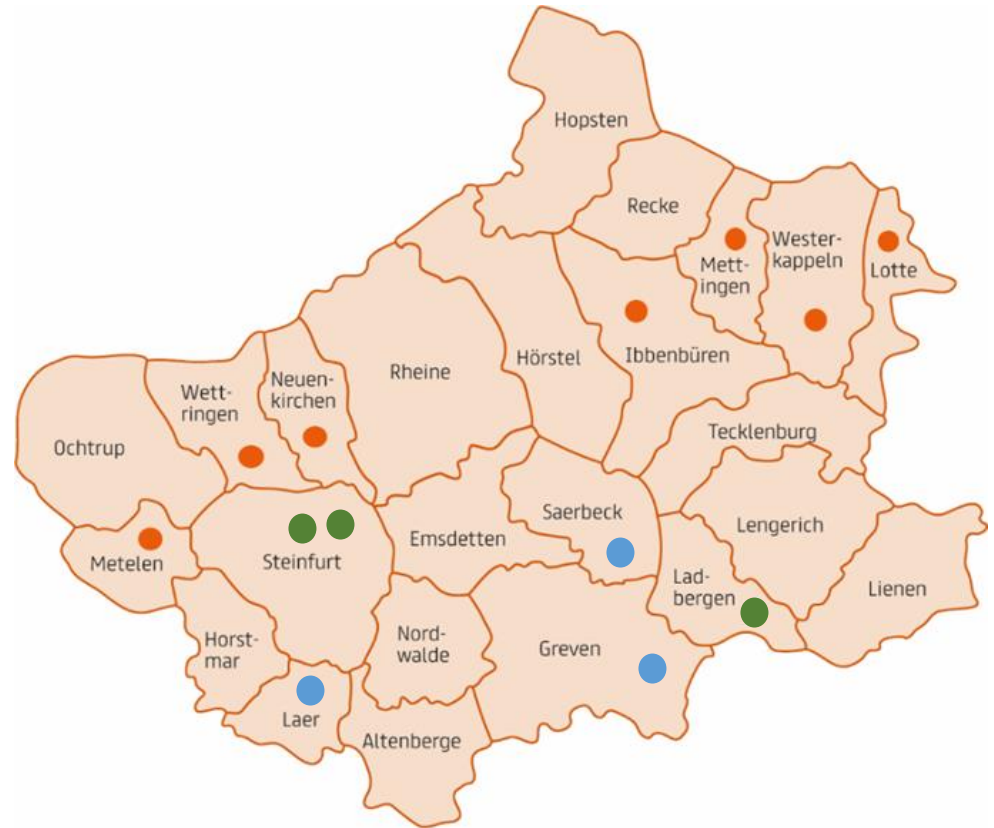 Hopsten
Recke
Wester-
kappeln
Mett-
ingen
Lotte
Ibbenbüren
Hörstel
Rheine
Neuen-
kirchen
Wett-
ringen
Ochtrup
Tecklenburg
Saerbeck
Lengerich
Emsdetten
Steinfurt
Metelen
Lad-
bergen
Lienen
Horst-
mar
Nord-
walde
Greven
Laer
Altenberge